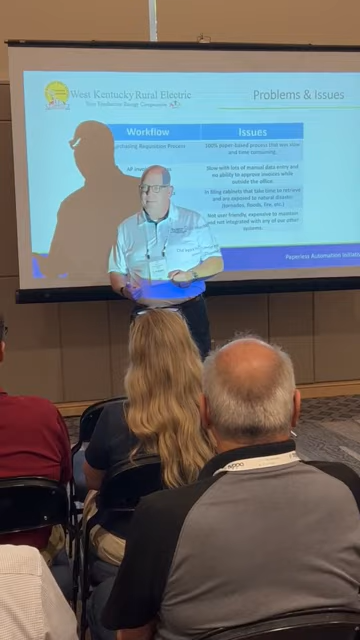 West Kentucky Rural Electric
Your Touchstone Energy Cooperative
Problems & Issues
Workflow
Issues
Purchasing Requisition Process
100% paper-based process that was slow
and time consuming.
AP
Slow with lots of manual data entry and
no ability to approve invoices while
outside the office.
In filing cabinets that take time to retrieve
and are exposed to natural disaster
(tornados, floods, fire, etc.)
Not user friendly, expensive to maintain
and not integrated with any of our other
systems.
Paperless Automation Initiativ